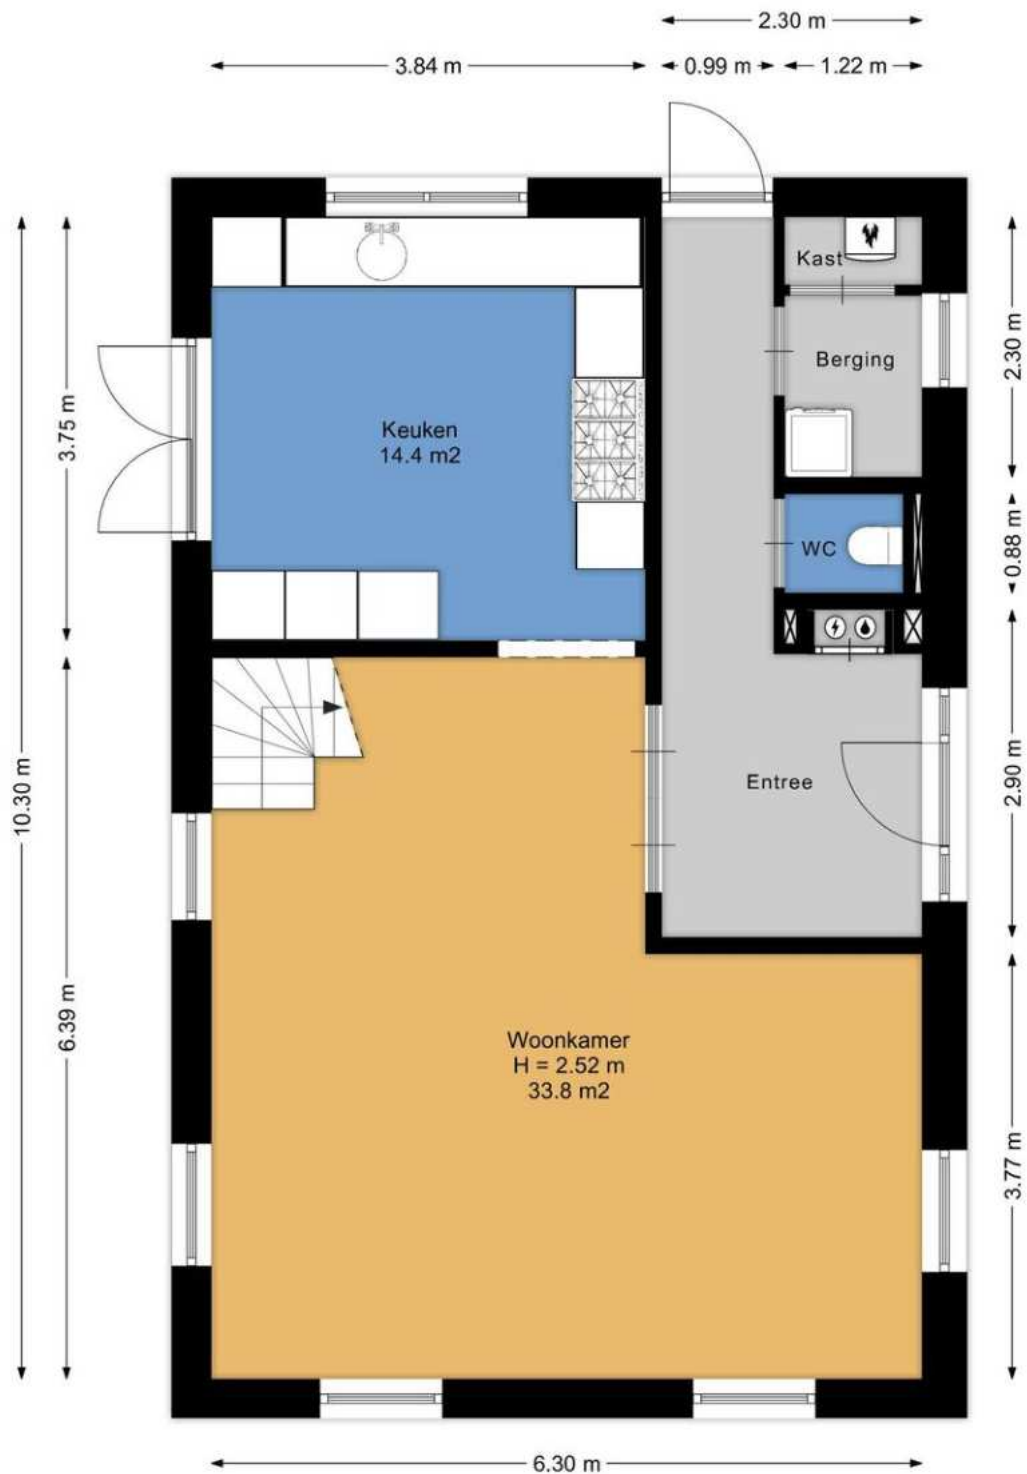 2.30 m
3.84 m
0.99 m
1.22 m
Kast
Berging
2.30 m
3.75 m
Keuken
14.4 m2
WC
0.88 m
Entree
2.90 m
10.30 m
6.39 m
Woonkamer
H = 2.52 m
33.8 m2
3.77 m
6.30 m